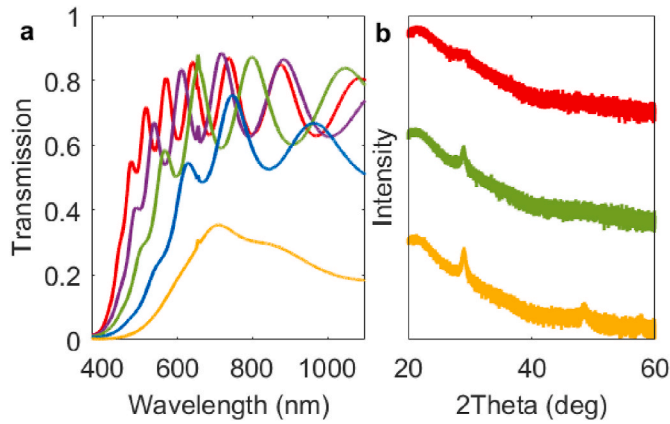 a
1
0.8
0.6
0.4
0.2
0
Transmission
400 600 800 1000
Wavelength (nm)
b
Intensity
20 40 60
2Theta (deg)